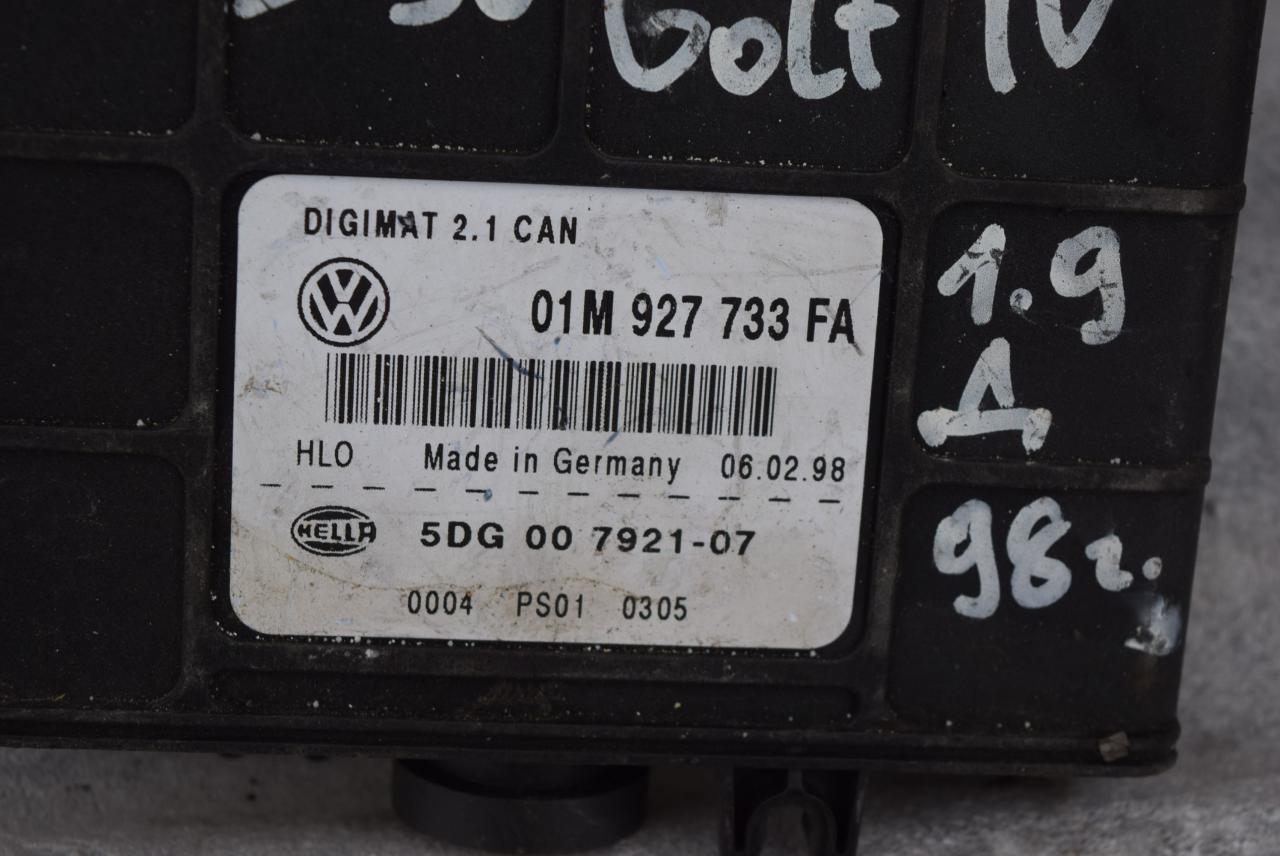 Golf IV
DIGIMAT 2.1 CAN
01M 927 733 FA
HLO Made in Germany 06.02.98
HELLA 5DG 00 7921-07
0004 PS01 0305
1.9
Д
98 г.